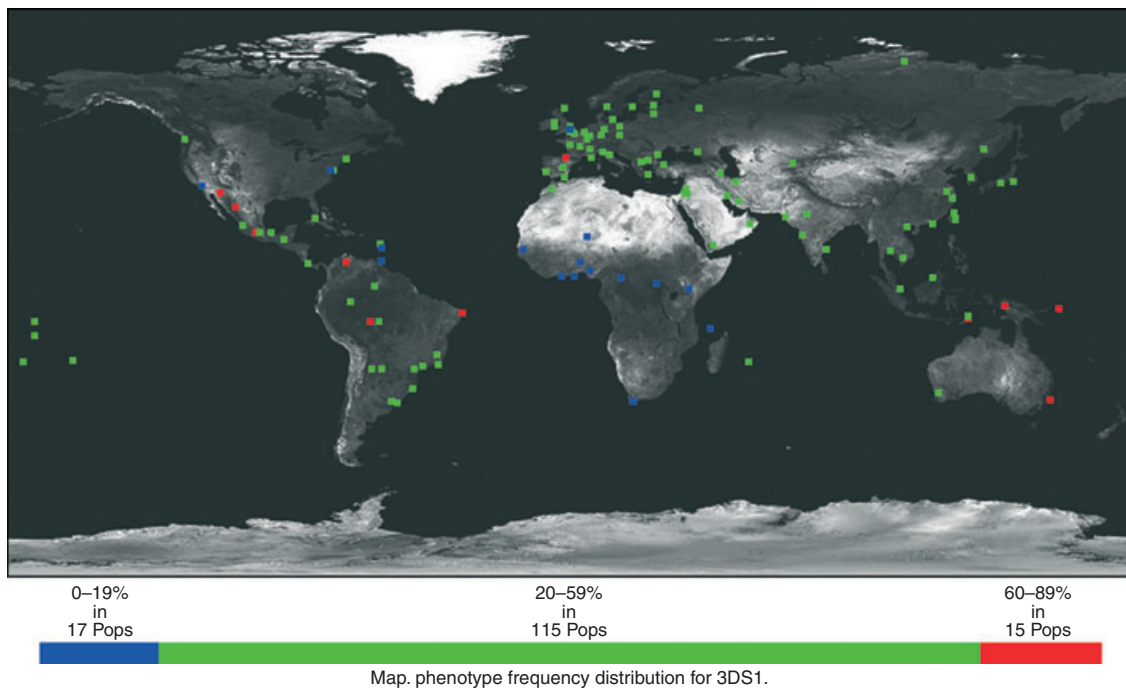 0–19%
in
17 Pops
20–59%
in
115 Pops
60–89%
in
15 Pops
Map. phenotype frequency distribution for 3DS1.